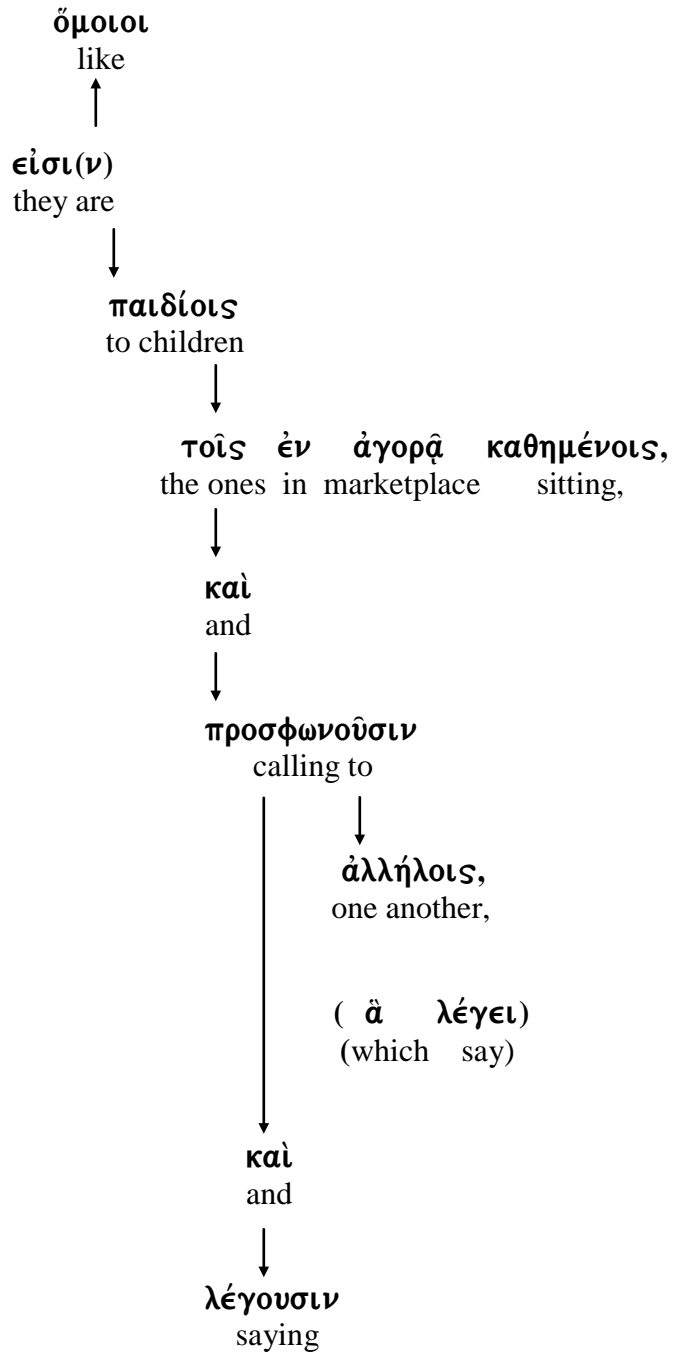 ὅμοιοι
like
εἰσι(ν)
they are
παιδίοις
to children
τοῖς ἐν ἀγορᾷ καθημένοις,
the ones in marketplace sitting,
καὶ
and
προσφωνοῦσιν
calling to
ἀλλήλοις,
one another,
( ἃ λέγει)
(which say)
καὶ
and
λέγουσιν
saying